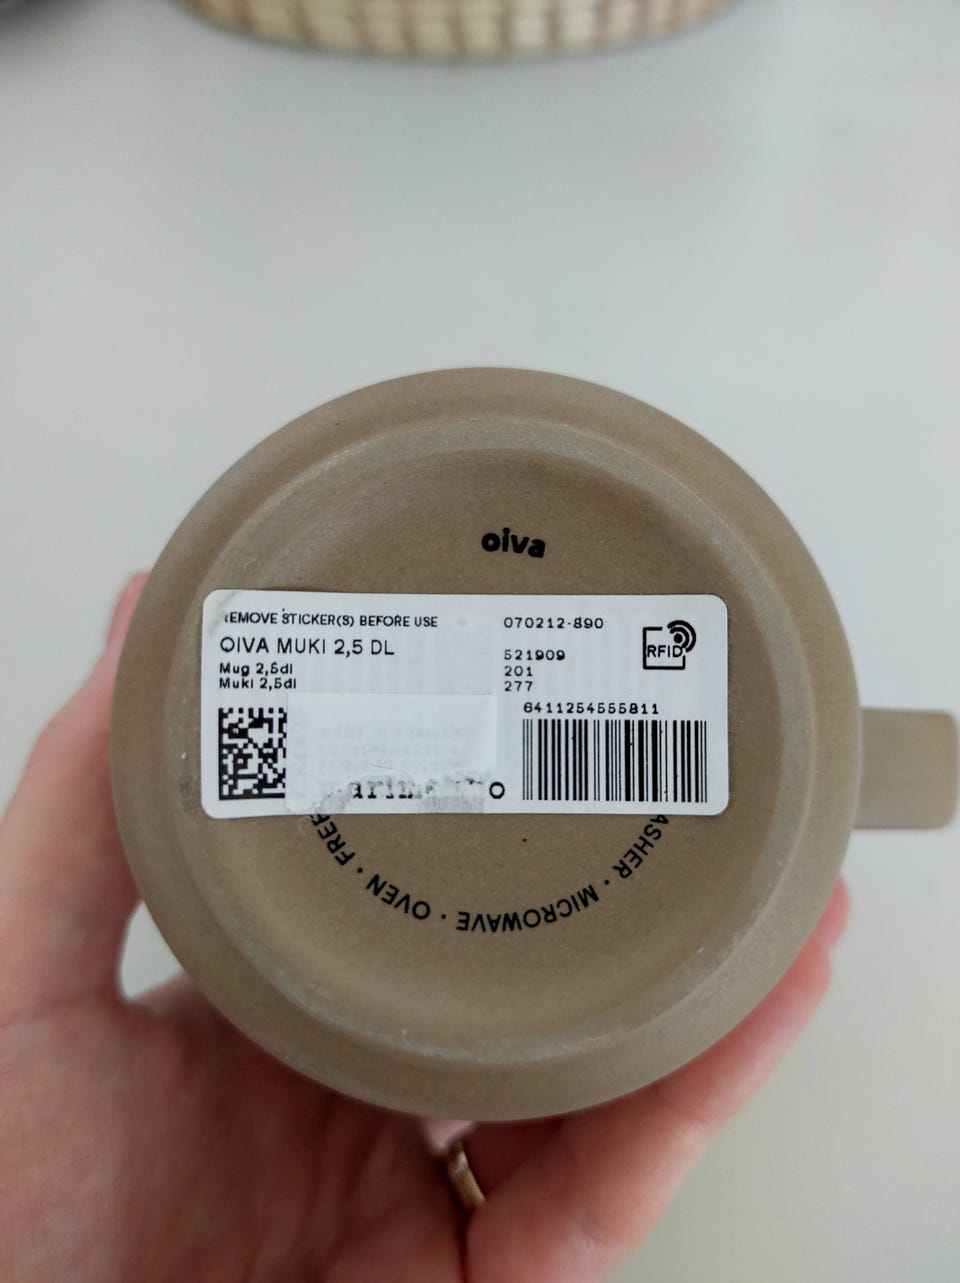 oiva
REMOVE STICKER(S) BEFORE USE
OIVA MUKI 2,5 DL
Mug 2,5dl
Muki 2,5dl
070212-890
521909
201
277
RFID
6411254555811
MICROWAVE · OVEN ·